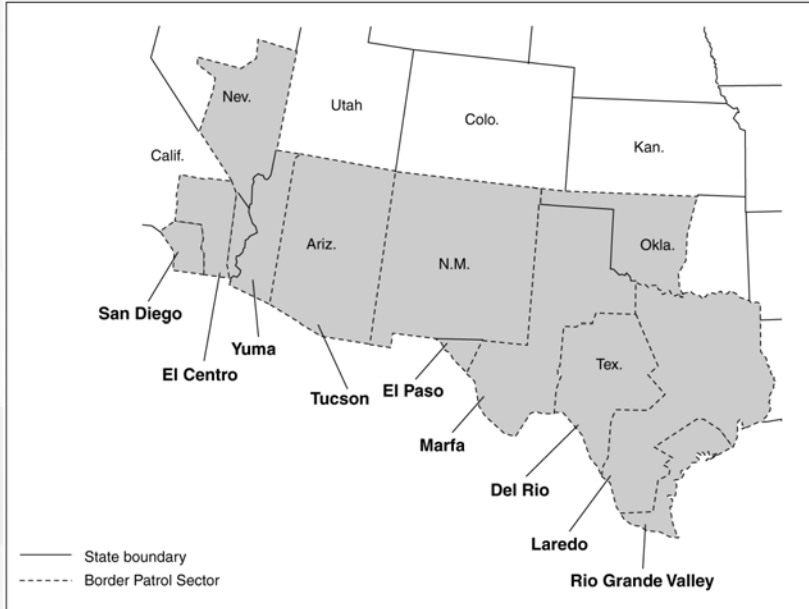 Nev.
Utah
Colo.
Kan.
Calif.
Ariz.
N.M.
Okla.
San Diego
Yuma
El Centro
Tucson
El Paso
Tex.
Marfa
Del Rio
Laredo
Rio Grande Valley
State boundary
Border Patrol Sector